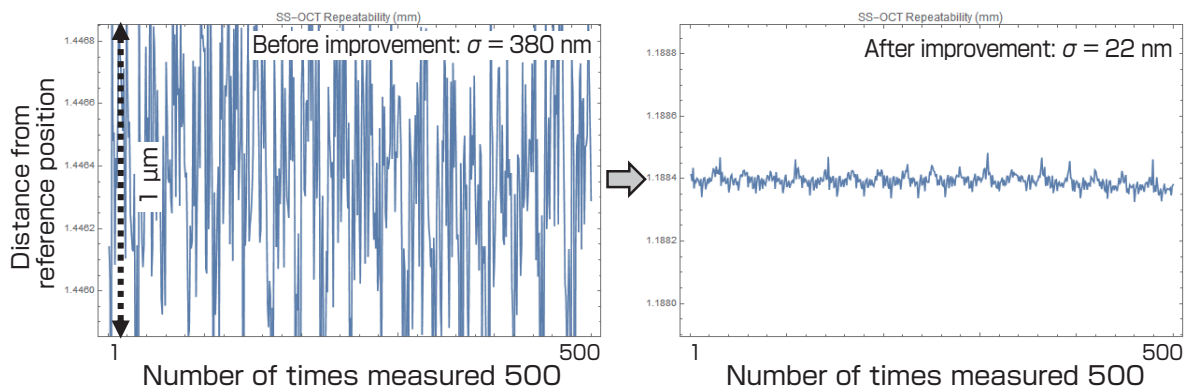 SS-OCT Repeatability (mm)
Before improvement: σ = 380 nm
1.4468
1.4466
1.4464
1.4462
1.4460
Distance from
reference position
1 μm
1
500
Number of times measured 500
SS-OCT Repeatability (mm)
After improvement: σ = 22 nm
1.1888
1.1886
1.1884
1.1882
1.1880
1
500
Number of times measured 500